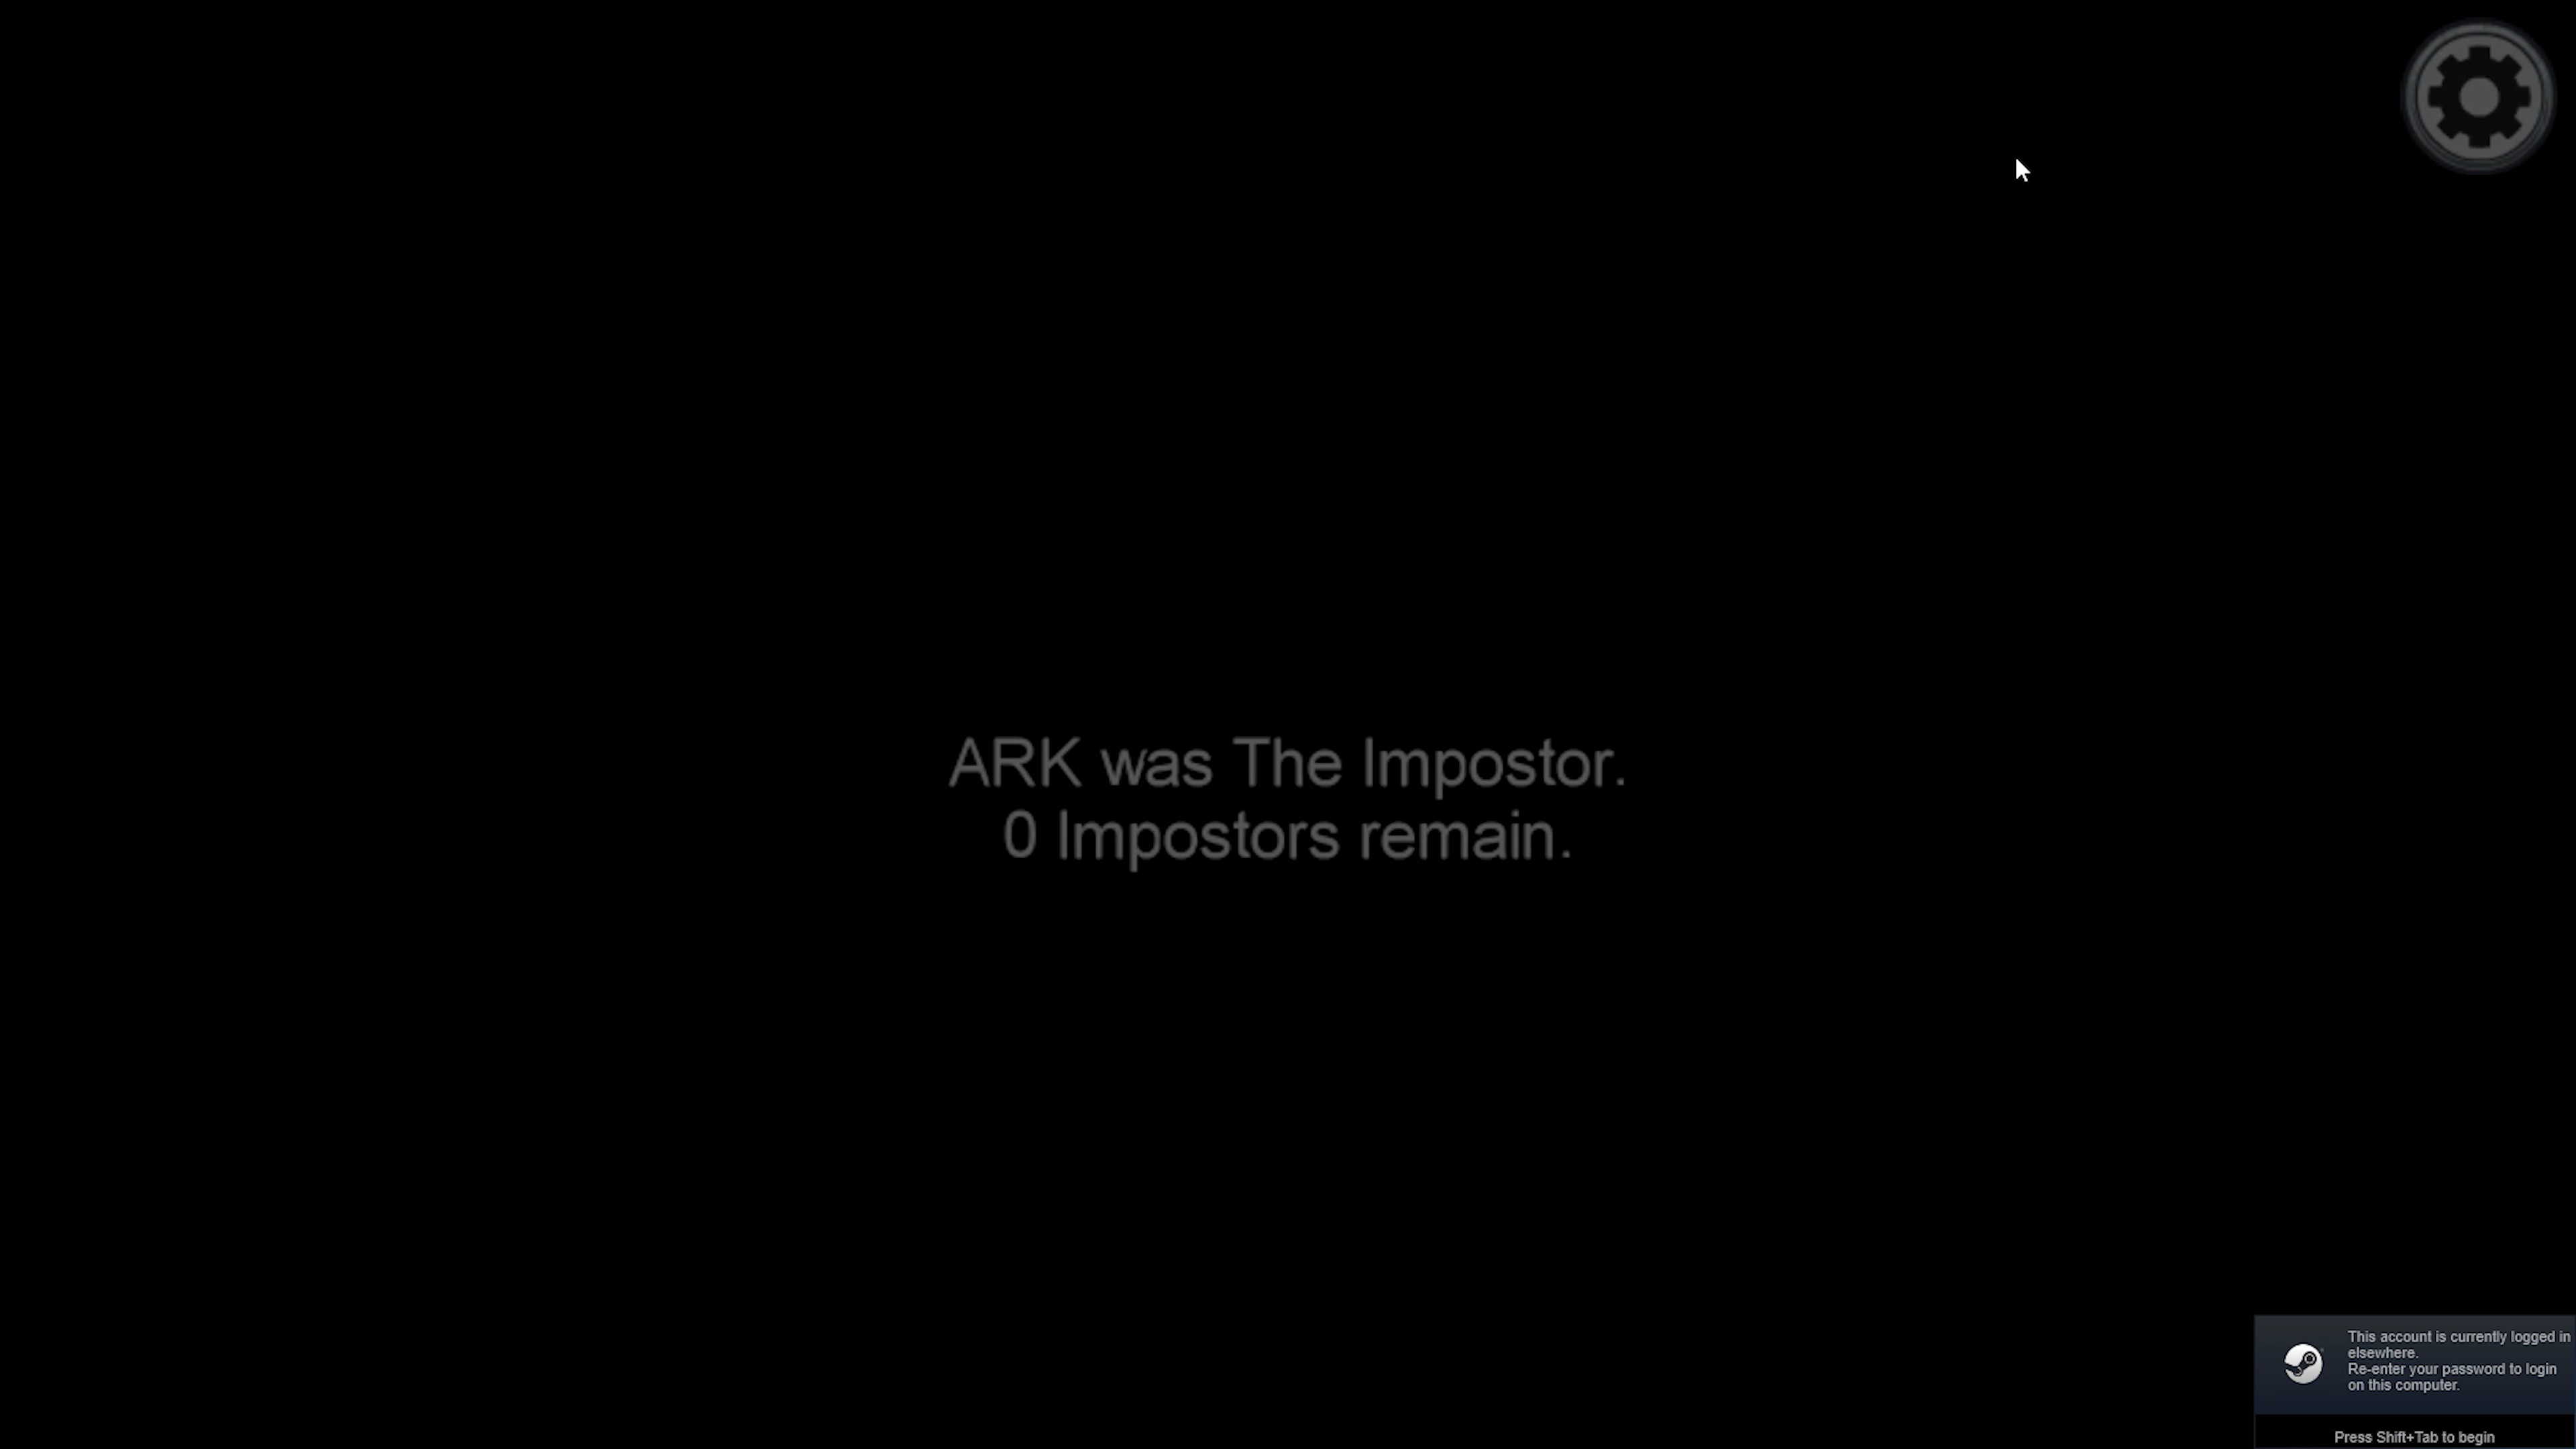 ARK was The Impostor.
0 Impostors remain.
This account is currently logged in
elsewhere.
Re-enter your password to login
on this computer.
Press Shift+Tab to begin